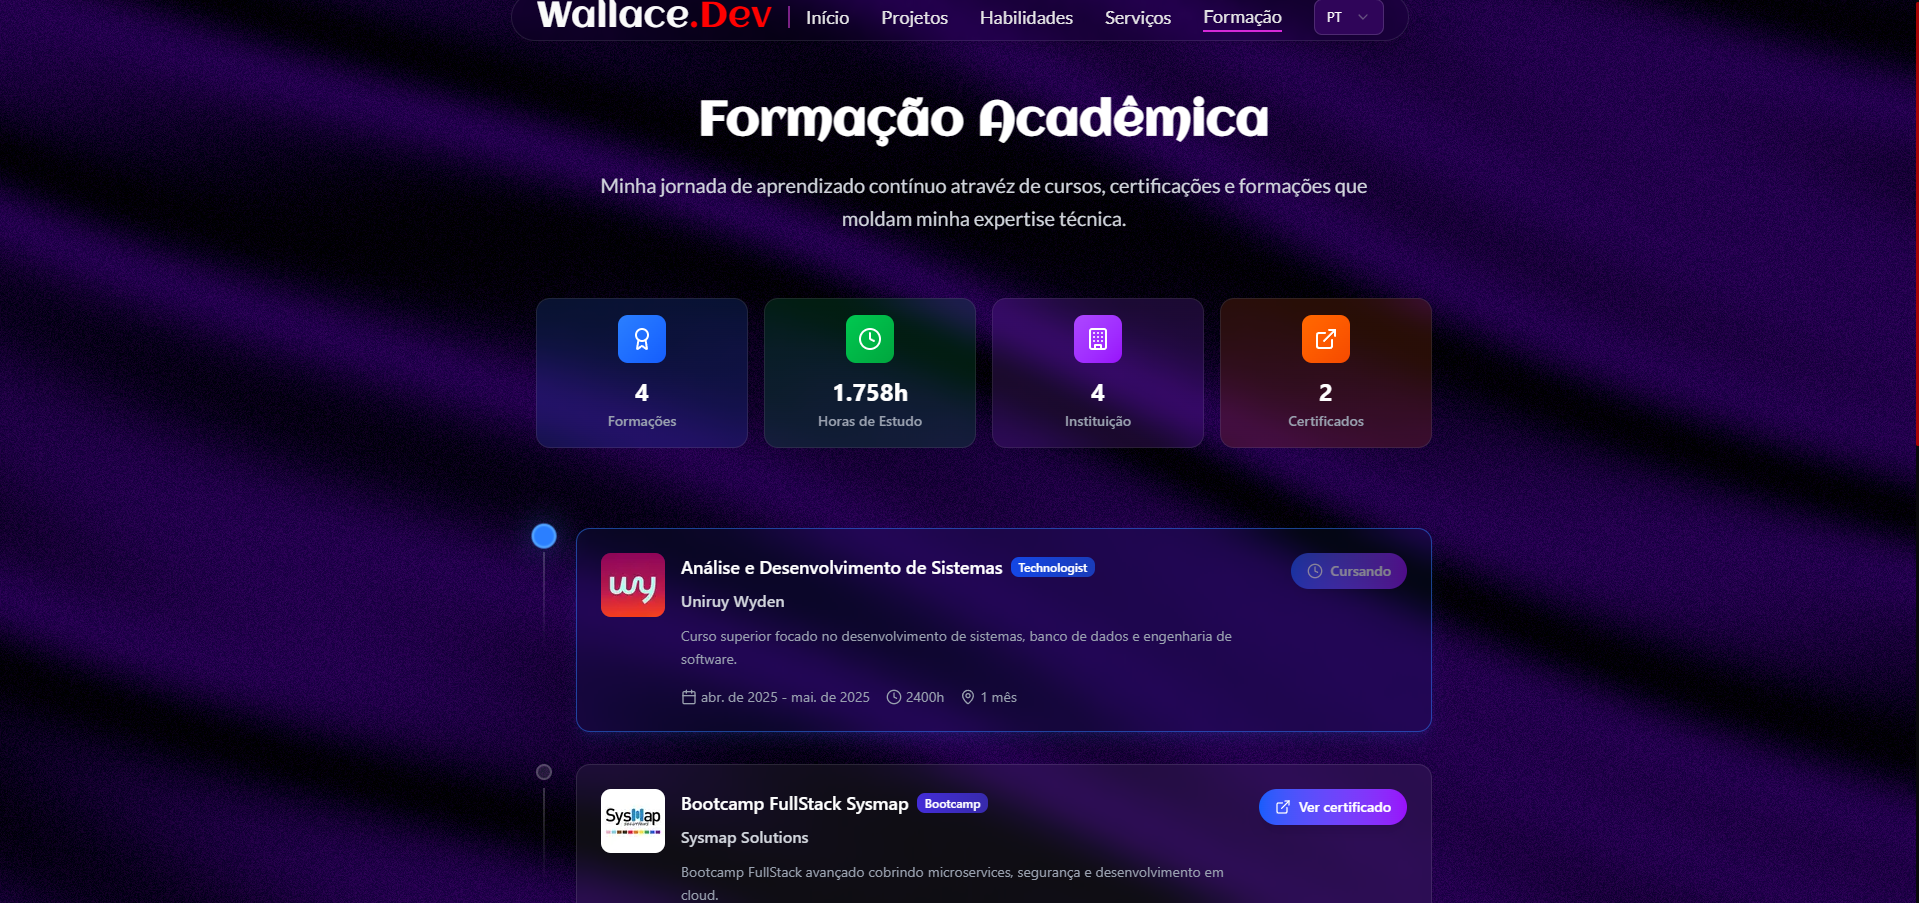 Wallace.Dev
Início
Projetos
Habilidades
Serviços
Formação
PT
Formação Acadêmica
Minha jornada de aprendizado contínuo atravéz de cursos, certificações e formações que
moldam minha expertise técnica.
4
Formações
1.758h
Horas de Estudo
4
Instituição
2
Certificados
wy
Análise e Desenvolvimento de Sistemas
Technologist
Cursando
Uniruy Wyden
Curso superior focado no desenvolvimento de sistemas, banco de dados e engenharia de
software.
abr. de 2025 - mai. de 2025
2400h
1 mês
SysMap
Bootcamp FullStack Sysmap
Bootcamp
Ver certificado
Sysmap Solutions
Bootcamp FullStack avançado cobrindo microservices, segurança e desenvolvimento em
cloud.